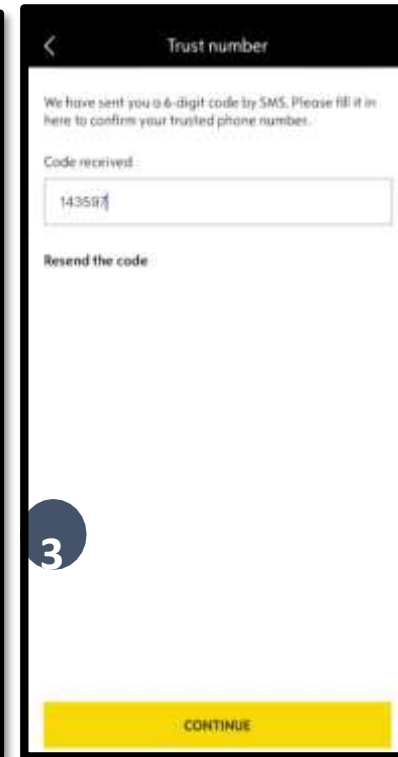 Trust number
We have sent you a 6-digit code by SMS. Please fill it in
here to confirm your trusted phone number.
Code received
143597
Resend the code
3
CONTINUE